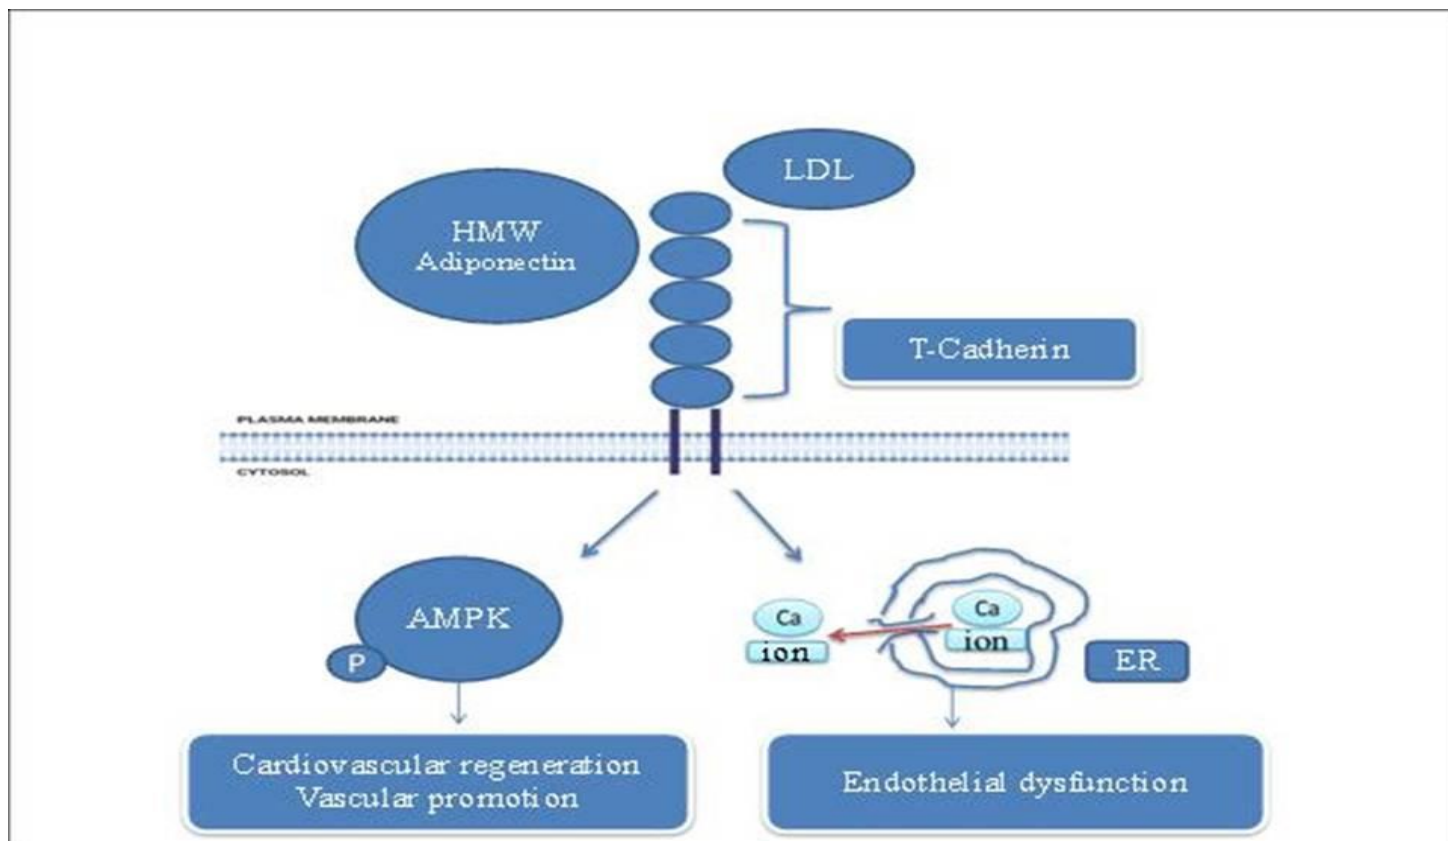 LDL
HMW
Adiponectin
T-Cadherin
PLASMA MEMBRANE
CYTOSOL
AMPK
P
Ca
ion
Ca
ion
ER
Cardiovascular regeneration
Vascular promotion
Endothelial dysfunction